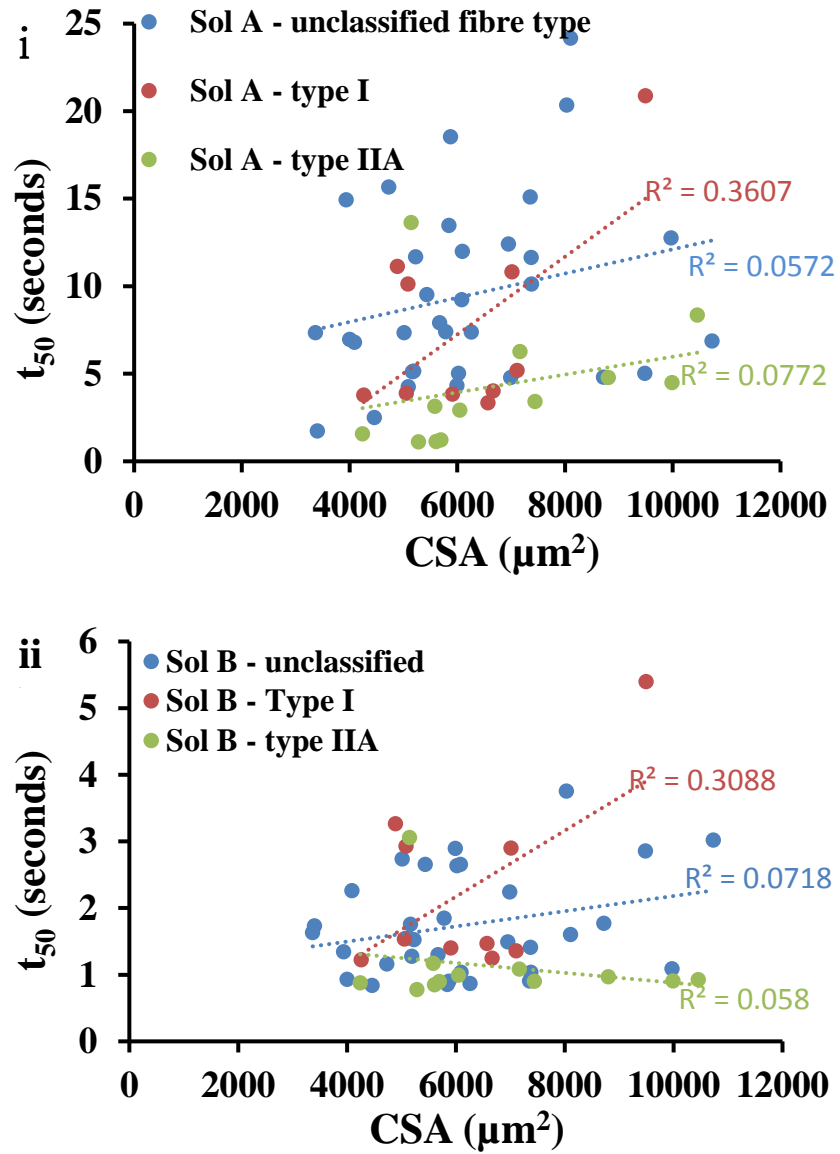 i
Sol A - unclassified fibre type
Sol A - type I
Sol A - type IIA
25
20
15
10
5
0
t50 (seconds)
R² = 0.3607
R² = 0.0572
R² = 0.0772
0 2000 4000 6000 8000 10000 12000
CSA (µm²)
ii
Sol B - unclassified
Sol B - Type I
Sol B - type IIA
6
5
4
3
2
1
0
t50 (seconds)
R² = 0.3088
R² = 0.0718
R² = 0.058
0 2000 4000 6000 8000 10000 12000
CSA (µm²)